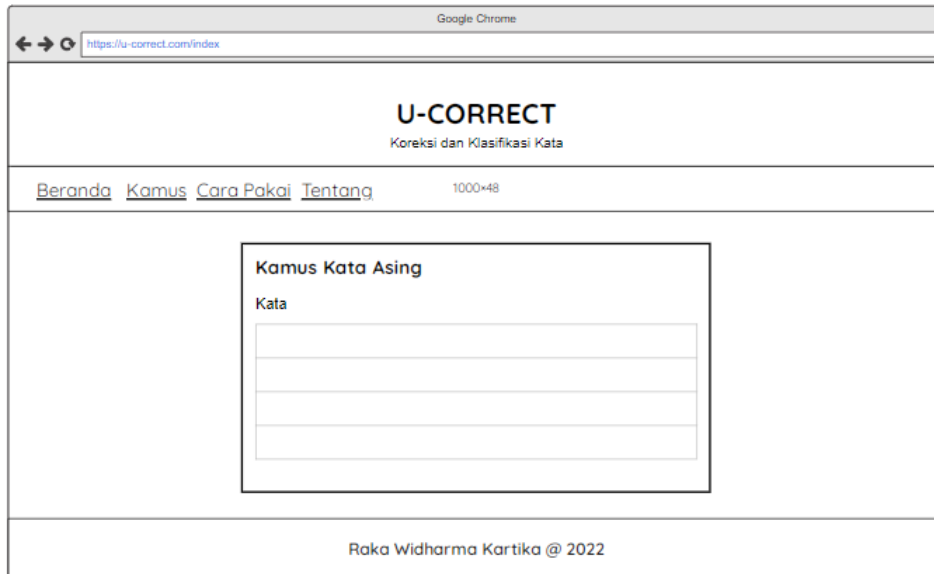 Google Chrome
https://u-correct.com/index
U-CORRECT
Koreksi dan Klasifikasi Kata
Beranda Kamus Cara Pakai Tentang 1000×48
Kamus Kata Asing
Kata
Raka Widharma Kartika @ 2022